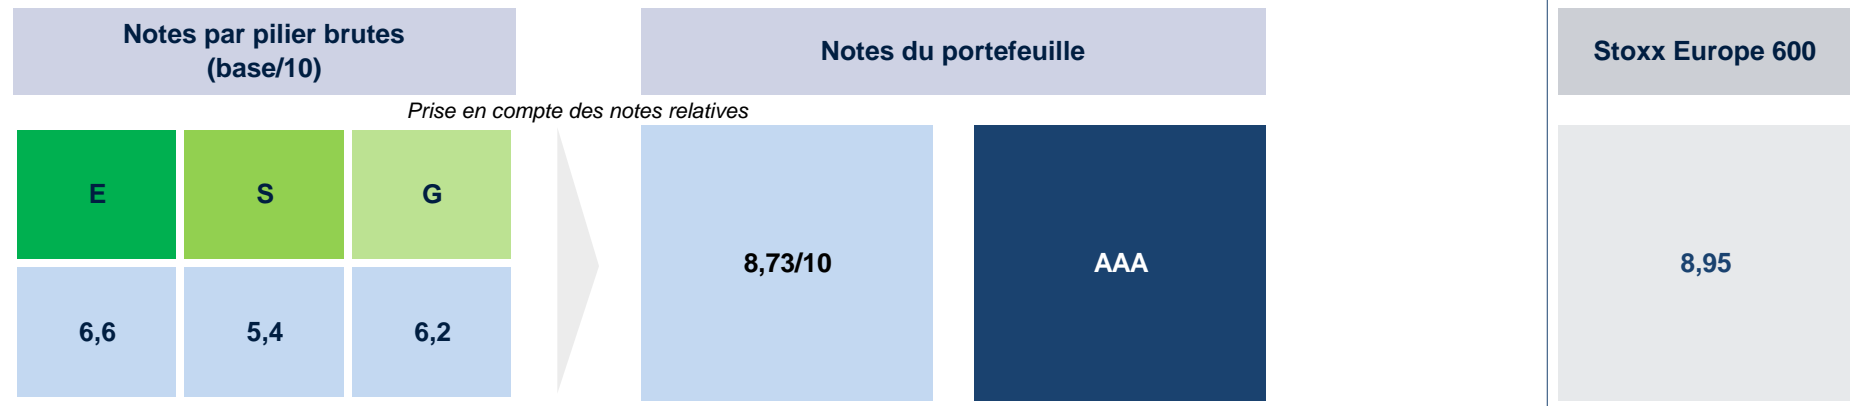 Notes par pilier brutes
(base/10)
Notes du portefeuille
Stoxx Europe 600
Prise en compte des notes relatives
E
S
G
8,73/10
AAA
8,95
6,6
5,4
6,2